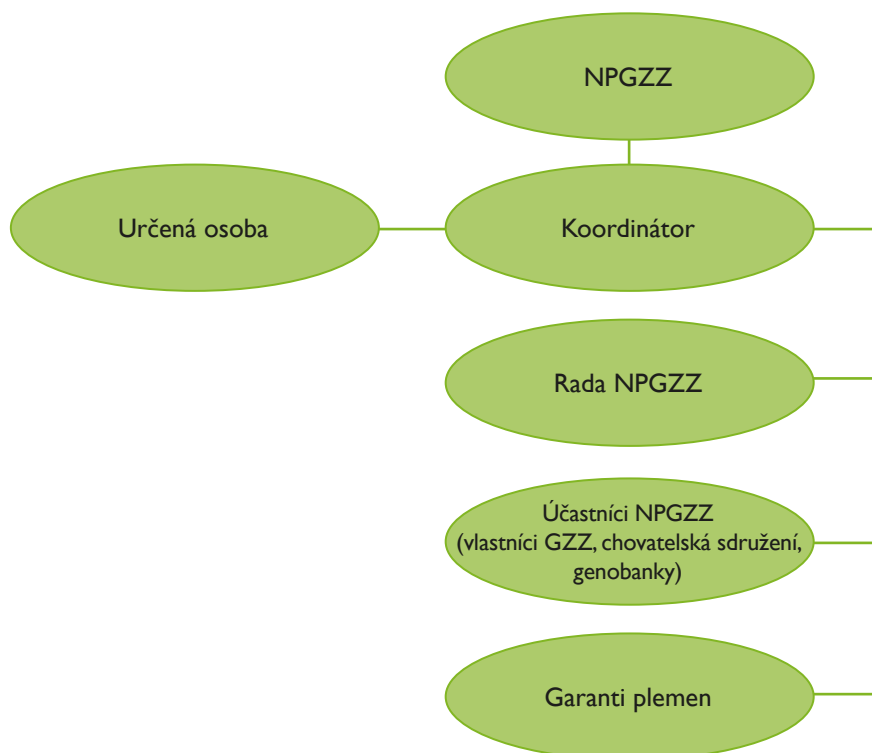 NPGZZ
Určená osoba
Koordinátor
Rada NPGZZ
Účastníci NPGZZ
(vlastníci GZZ, chovatelská sdružení,
genobanky)
Garanti plemen